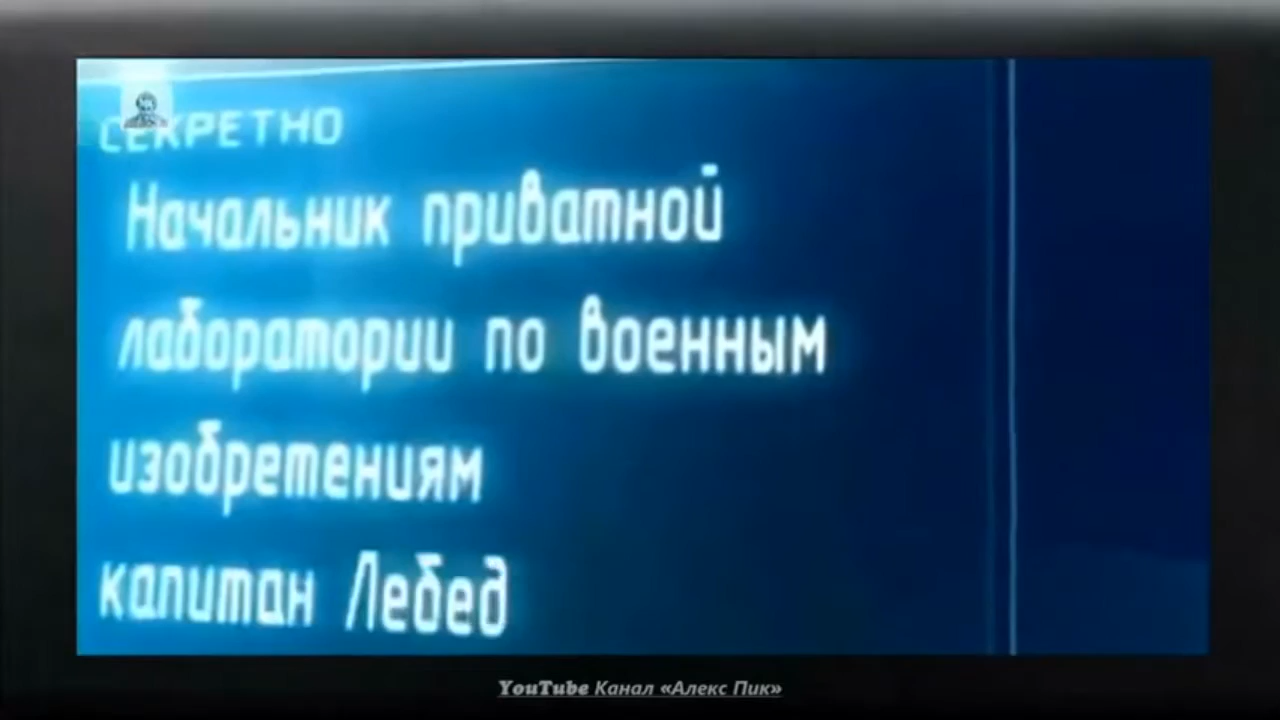 СЕКРЕТНО
Начальник приватной
лаборатории по военным
изобретениям
капитан Лебед
YouTube Канал «Алекс Пик»